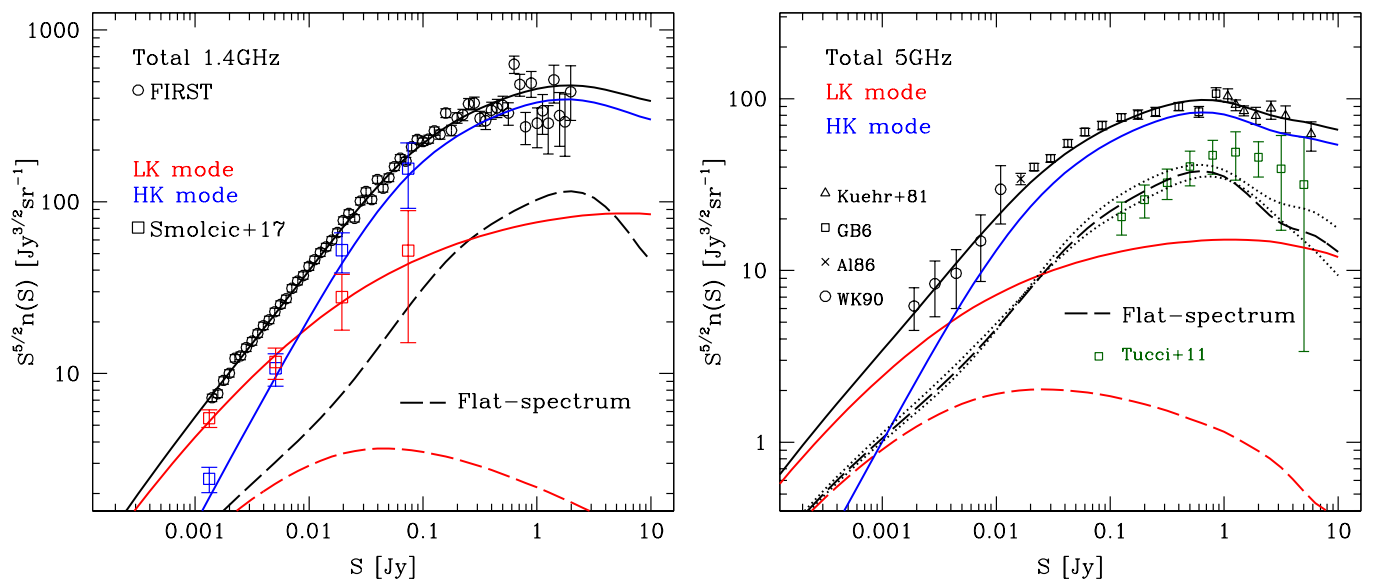 Total 1.4GHz
FIRST
LK mode
HK mode
Smolcic+17
Flat-spectrum
1000
100
10
S^5/2 n(S) [Jy^3/2 sr^-1]
0.001 0.01 0.1 1 10
S [Jy]
Total 5GHz
LK mode
HK mode
Kuehr+81
GB6
Al86
WK90
Flat-spectrum
Tucci+11
100
10
1
S^5/2 n(S) [Jy^3/2 sr^-1]
0.001 0.01 0.1 1 10
S [Jy]